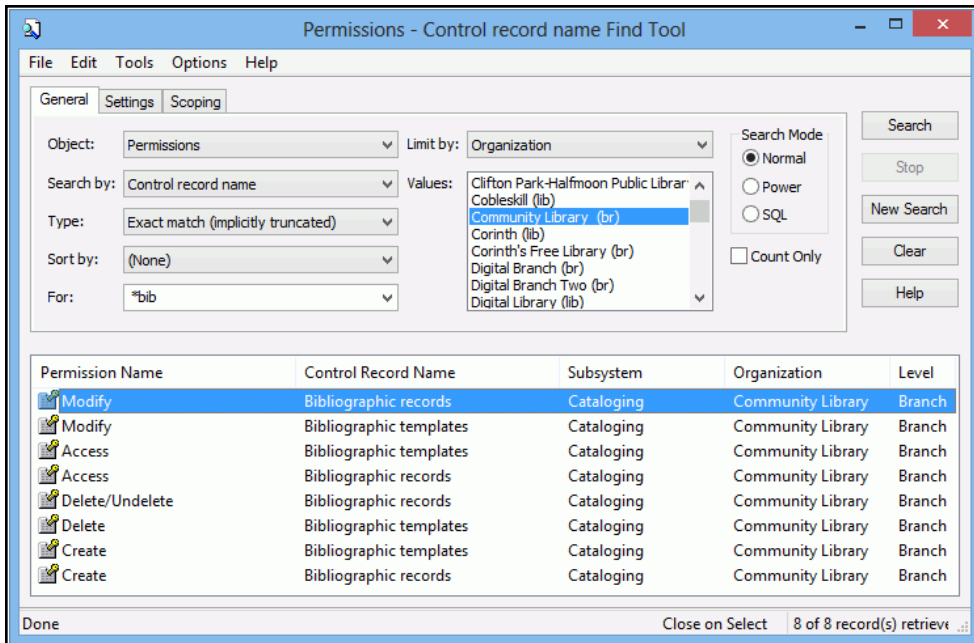 Permissions - Control record name Find Tool
File Edit Tools Options Help
General Settings Scoping
Object: Permissions Limit by: Organization
Search by: Control record name Values:
Type: Exact match (implicitly truncated)
Sort by: (None)
For: *bib
Clifton Park-Halfmoon Public Librar
Cobleskill (lib)
Community Library (br)
Corinth (lib)
Corinth's Free Library (br)
Digital Branch (br)
Digital Branch Two (br)
Digital Library (lib)
Search Mode
Normal
Power
SQL
Count Only
Search
Stop
New Search
Clear
Help
Permission Name Control Record Name Subsystem Organization Level
Modify Bibliographic records Cataloging Community Library Branch
Modify Bibliographic templates Cataloging Community Library Branch
Access Bibliographic templates Cataloging Community Library Branch
Access Bibliographic records Cataloging Community Library Branch
Delete/Undelete Bibliographic records Cataloging Community Library Branch
Delete Bibliographic templates Cataloging Community Library Branch
Create Bibliographic templates Cataloging Community Library Branch
Create Bibliographic records Cataloging Community Library Branch
Done Close on Select 8 of 8 record(s) retrieve